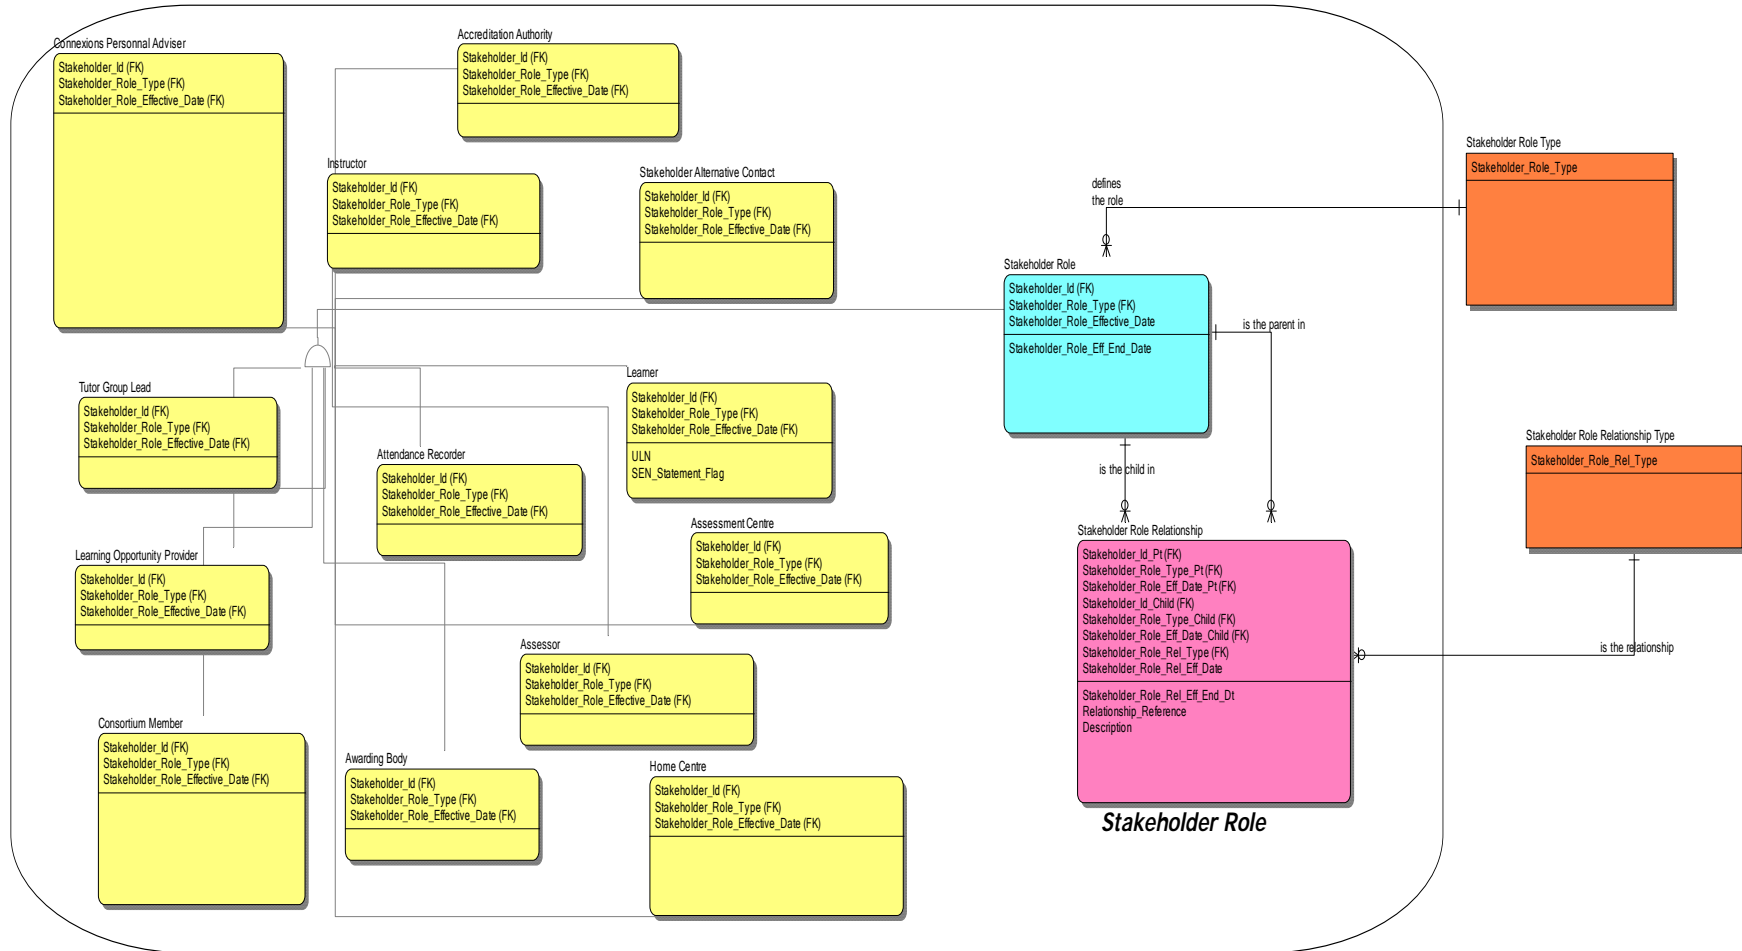 Connexions Personnal Adviser
Stakeholder_Id (FK)
Stakeholder_Role_Type (FK)
Stakeholder_Role_Effective_Date (FK)
Accreditation Authority
Stakeholder_Id (FK)
Stakeholder_Role_Type (FK)
Stakeholder_Role_Effective_Date (FK)
Instructor
Stakeholder_Id (FK)
Stakeholder_Role_Type (FK)
Stakeholder_Role_Effective_Date (FK)
Stakeholder Alternative Contact
Stakeholder_Id (FK)
Stakeholder_Role_Type (FK)
Stakeholder_Role_Effective_Date (FK)
Stakeholder Role Type
Stakeholder_Role_Type
defines
the role
Stakeholder Role
Stakeholder_Id (FK)
Stakeholder_Role_Type (FK)
Stakeholder_Role_Effective_Date
Stakeholder_Role_Eff_End_Date
is the parent in
is the child in
Tutor Group Lead
Stakeholder_Id (FK)
Stakeholder_Role_Type (FK)
Stakeholder_Role_Effective_Date (FK)
Learner
Stakeholder_Id (FK)
Stakeholder_Role_Type (FK)
Stakeholder_Role_Effective_Date (FK)
ULN
SEN_Statement_Flag
Attendance Recorder
Stakeholder_Id (FK)
Stakeholder_Role_Type (FK)
Stakeholder_Role_Effective_Date (FK)
Stakeholder Role Relationship Type
Stakeholder_Role_Rel_Type
is the relationship
Assessment Centre
Stakeholder_Id (FK)
Stakeholder_Role_Type (FK)
Stakeholder_Role_Effective_Date (FK)
Stakeholder Role Relationship
Stakeholder_Id_Pt (FK)
Stakeholder_Role_Type_Pt (FK)
Stakeholder_Role_Eff_Date_Pt (FK)
Stakeholder_Id_Child (FK)
Stakeholder_Role_Type_Child (FK)
Stakeholder_Role_Eff_Date_Child (FK)
Stakeholder_Role_Rel_Type (FK)
Stakeholder_Role_Rel_Eff_Date
Stakeholder_Role_Rel_Eff_End_Dt
Relationship_Reference
Description
Learning Opportunity Provider
Stakeholder_Id (FK)
Stakeholder_Role_Type (FK)
Stakeholder_Role_Effective_Date (FK)
Assessor
Stakeholder_Id (FK)
Stakeholder_Role_Type (FK)
Stakeholder_Role_Effective_Date (FK)
Consortium Member
Stakeholder_Id (FK)
Stakeholder_Role_Type (FK)
Stakeholder_Role_Effective_Date (FK)
Awarding Body
Stakeholder_Id (FK)
Stakeholder_Role_Type (FK)
Stakeholder_Role_Effective_Date (FK)
Home Centre
Stakeholder_Id (FK)
Stakeholder_Role_Type (FK)
Stakeholder_Role_Effective_Date (FK)
Stakeholder Role